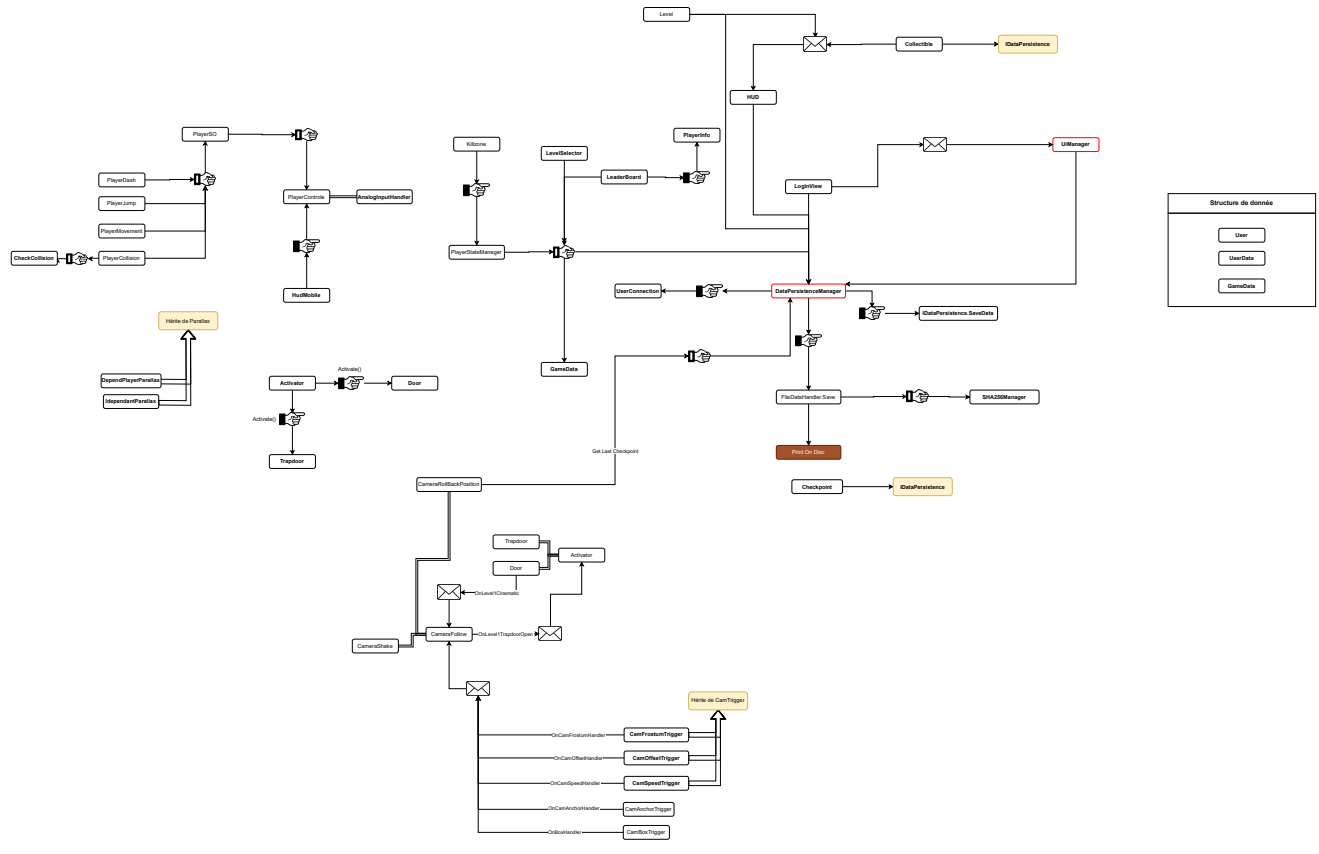 Level
Collectible
IDataPersistence
HUD
PlayerSO
PlayerInfo
Killzone
LevelSelector
UIManager
PlayerDash
LeaderBoard
LoginView
PlayerJump
PlayerControle
AnalogInputHandler
Structure de donnée
PlayerMovement
User
CheckCollision
PlayerCollision
PlayerStateManager
UserData
HudMobile
UserConnection
DataPersistenceManager
GameData
IDataPersistence.SaveData
Hérite de Parallax
GameData
Activate()
DependPlayerParallax
Activator
Door
IdependantParallax
FileDataHandler.Save
SHA256Manager
Activate()
Trapdoor
Get Last Checkpoint
Print On Disc
CameraRollBackPosition
Checkpoint
IDataPersistence
Trapdoor
Activator
Door
OnLevel1Cinematic
CameraFollow
OnLevel1TrapdoorOpen
CameraShake
Hérite de CamTrigger
OnCamFrostumHandler
CamFrostumTrigger
OnCamOffsetHandler
CamOffsetTrigger
OnCamSpeedHandler
CamSpeedTrigger
OnCamAnchorHandler
CamAnchorTrigger
OnBoxHandler
CamBoxTrigger